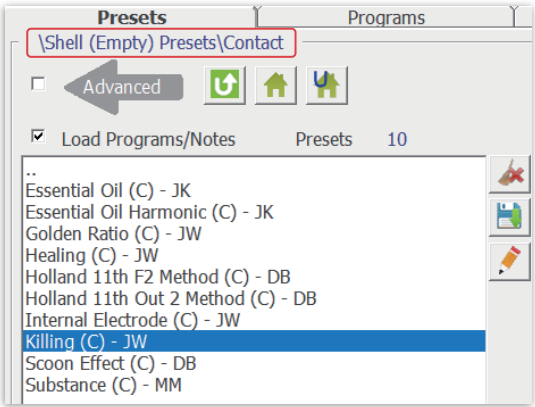 Presets Programs
\Shell (Empty) Presets\Contact
Advanced
U
Load Programs/Notes Presets 10
..
Essential Oil (C) - JK
Essential Oil Harmonic (C) - JK
Golden Ratio (C) - JW
Healing (C) - JW
Holland 11th F2 Method (C) - DB
Holland 11th Out 2 Method (C) - DB
Internal Electrode (C) - JW
Killing (C) - JW
Scoon Effect (C) - DB
Substance (C) - MM